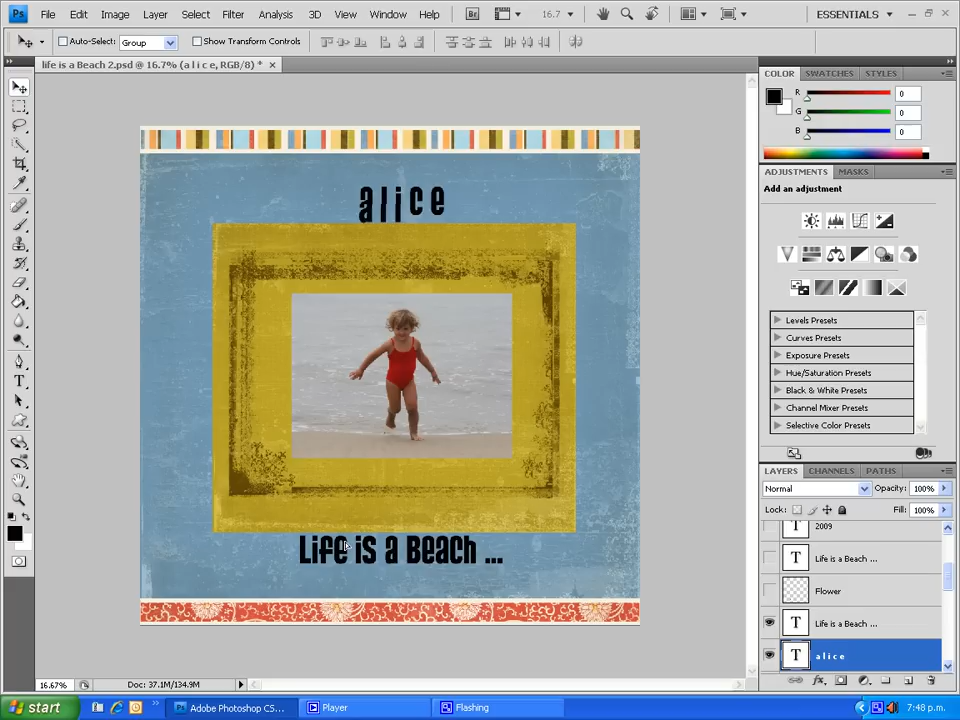 Ps File Edit Image Layer Select Filter Analysis 3D View Window Help Br 16.7 ESSENTIALS
Auto-Select: Group Show Transform Controls
life is a Beach 2.psd @ 16.7% (a l i c e, RGB/8) *
COLOR SWATCHES STYLES
R 0
G 0
B 0
ADJUSTMENTS MASKS
Add an adjustment
Levels Presets
Curves Presets
Exposure Presets
Hue/Saturation Presets
Black & White Presets
Channel Mixer Presets
Selective Color Presets
alice
Life is a Beach ...
LAYERS CHANNELS PATHS
Normal Opacity: 100%
Lock: Fill: 100%
T 2009
T Life is a Beach ...
Flower
T Life is a Beach ...
T a l i c e
16.67% Doc: 37.1M/134.9M
start Ps Adobe Photoshop CS... Player Flashing 7:48 p.m.